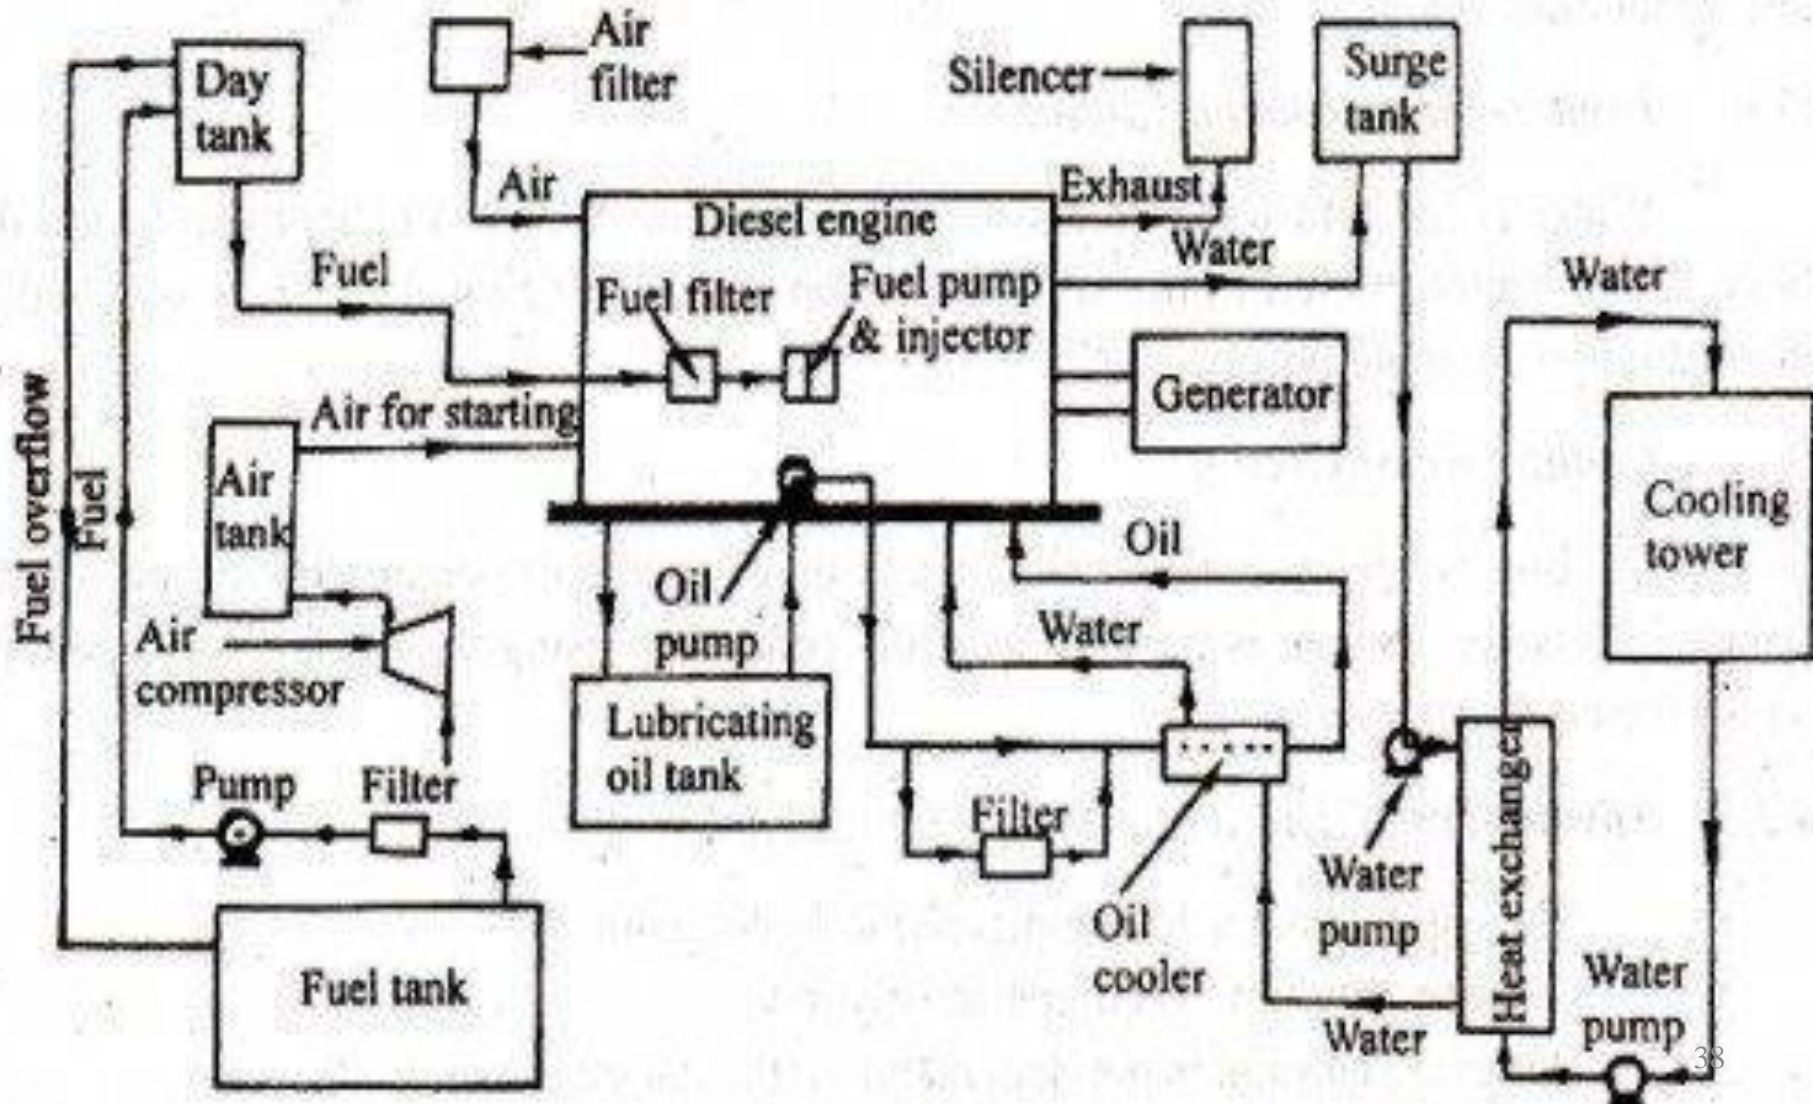 Day
tank
Air
filter
Silencer
Surge
tank
Air
Exhaust
Diesel engine
Water
Fuel
Fuel filter
Fuel pump
& injector
Water
Generator
Air for starting
Fuel overflow
Fuel
Air
tank
Cooling
tower
Oil
Oil
pump
Water
Air
compressor
Lubricating
oil tank
Pump
Filter
Filter
Heat exchanger
Water
pump
Oil
cooler
Fuel tank
Water
Water
pump
38